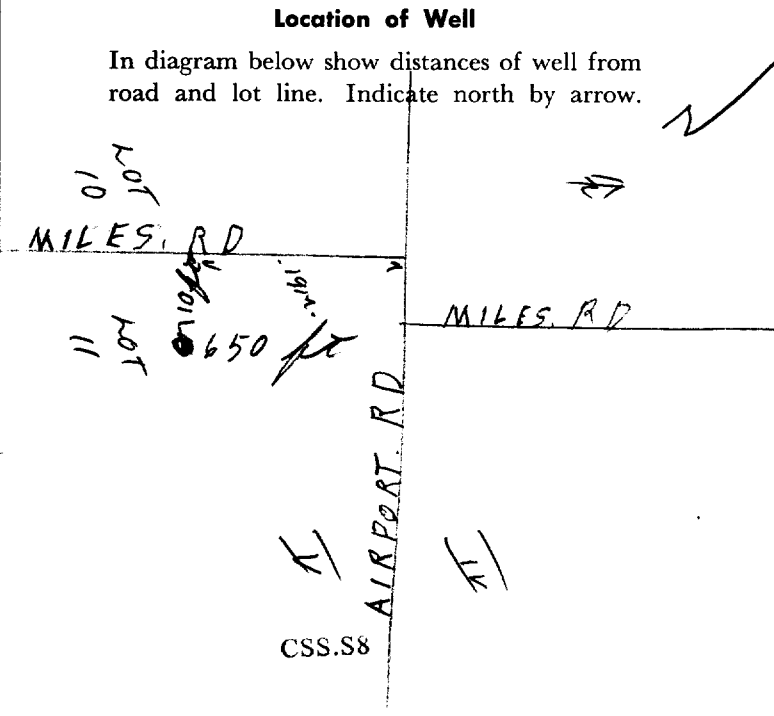 Location of Well
In diagram below show distances of well from
road and lot line. Indicate north by arrow.
N
LOT
10
MILES. RD
LOT
11
650 ft
MILES. RD
AIRPORT. RD
CSS.S8